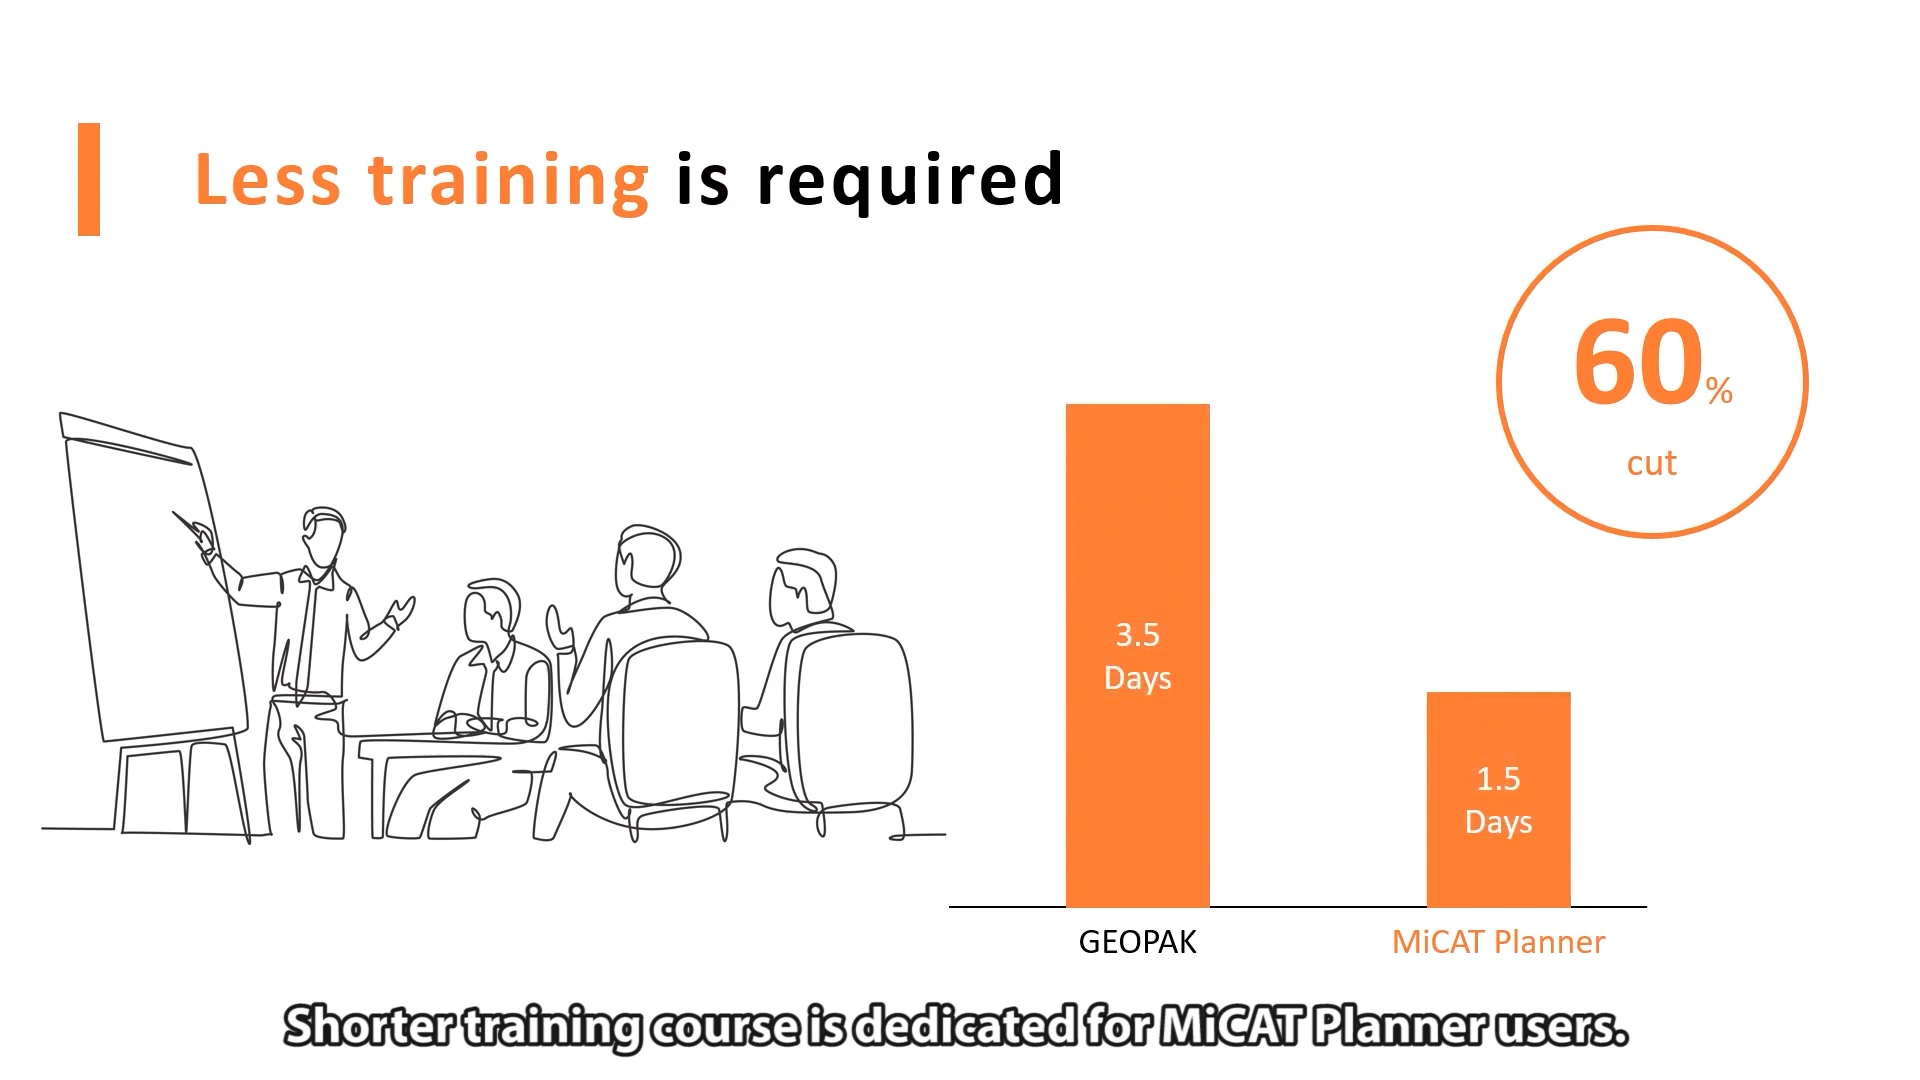 Less training is required
60%
cut
3.5
Days
1.5
Days
GEOPAK
MiCAT Planner
Shorter training course is dedicated for MiCAT Planner users.